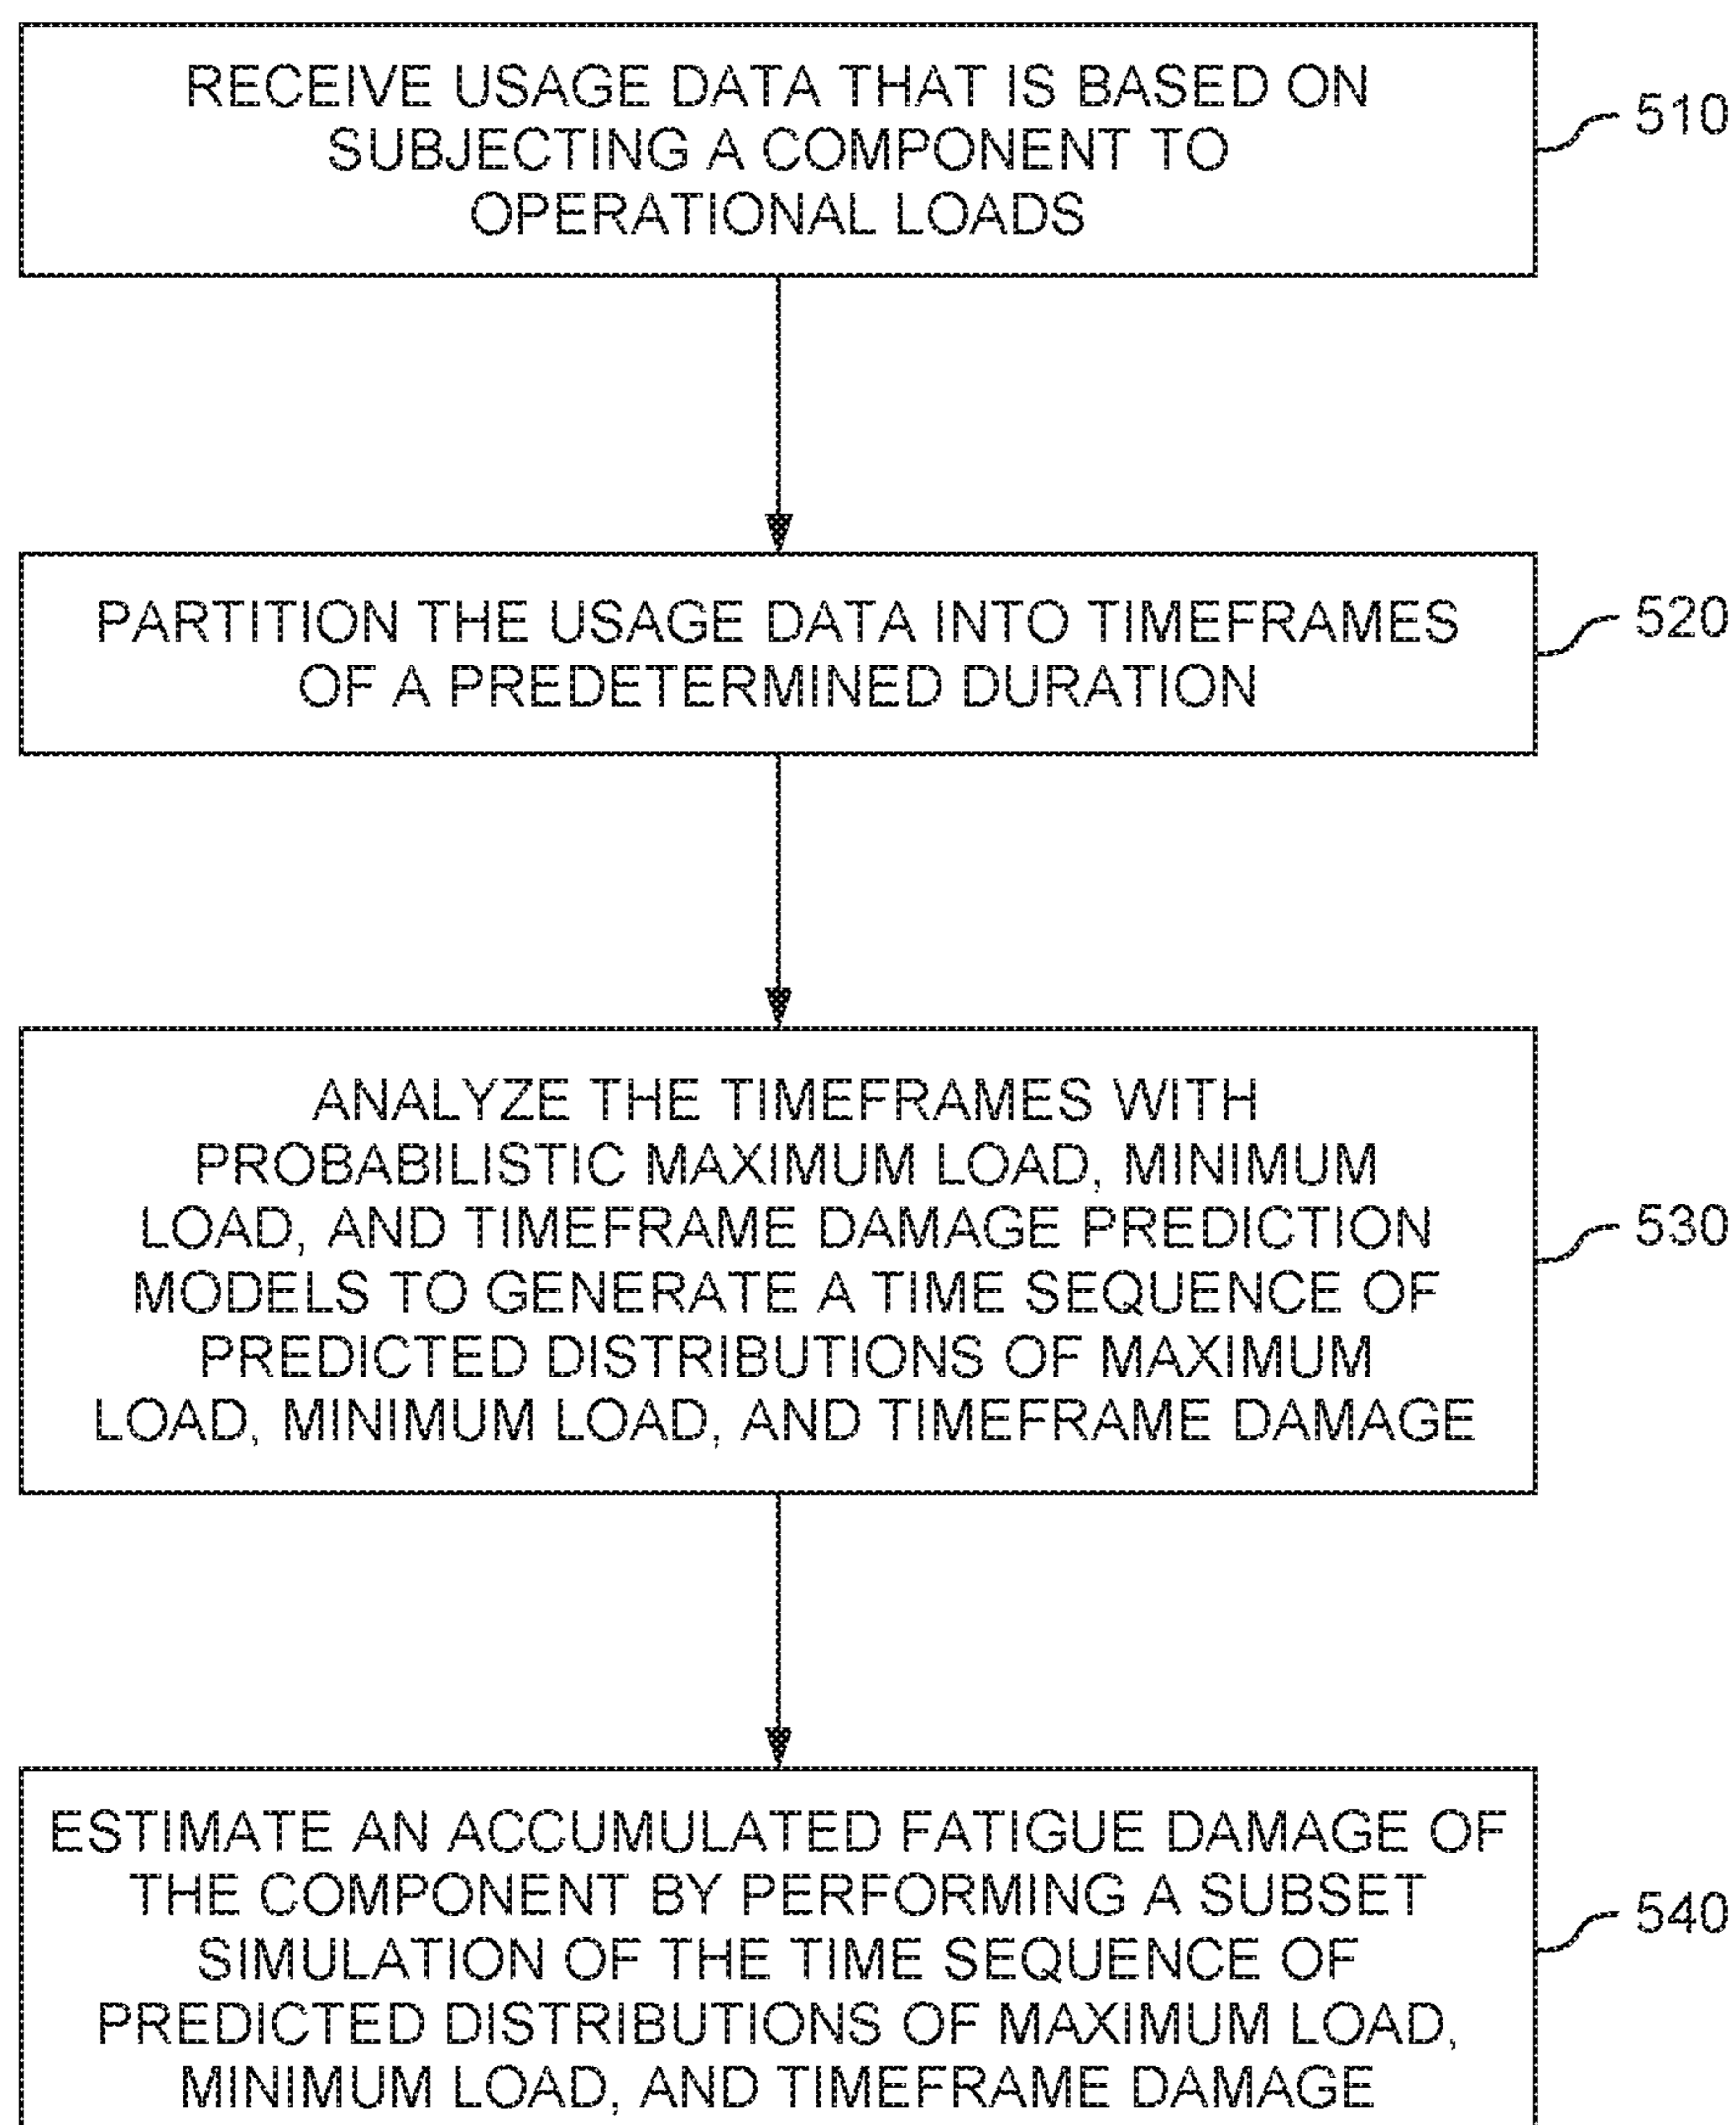 RECEIVE USAGE DATA THAT IS BASED ON
SUBJECTING A COMPONENT TO
OPERATIONAL LOADS
510
PARTITION THE USAGE DATA INTO TIMEFRAMES
OF A PREDETERMINED DURATION
520
ANALYZE THE TIMEFRAMES WITH
PROBABILISTIC MAXIMUM LOAD, MINIMUM
LOAD, AND TIMEFRAME DAMAGE PREDICTION
MODELS TO GENERATE A TIME SEQUENCE OF
PREDICTED DISTRIBUTIONS OF MAXIMUM
LOAD, MINIMUM LOAD, AND TIMEFRAME DAMAGE
530
ESTIMATE AN ACCUMULATED FATIGUE DAMAGE OF
THE COMPONENT BY PERFORMING A SUBSET
SIMULATION OF THE TIME SEQUENCE OF
PREDICTED DISTRIBUTIONS OF MAXIMUM LOAD,
MINIMUM LOAD, AND TIMEFRAME DAMAGE
540